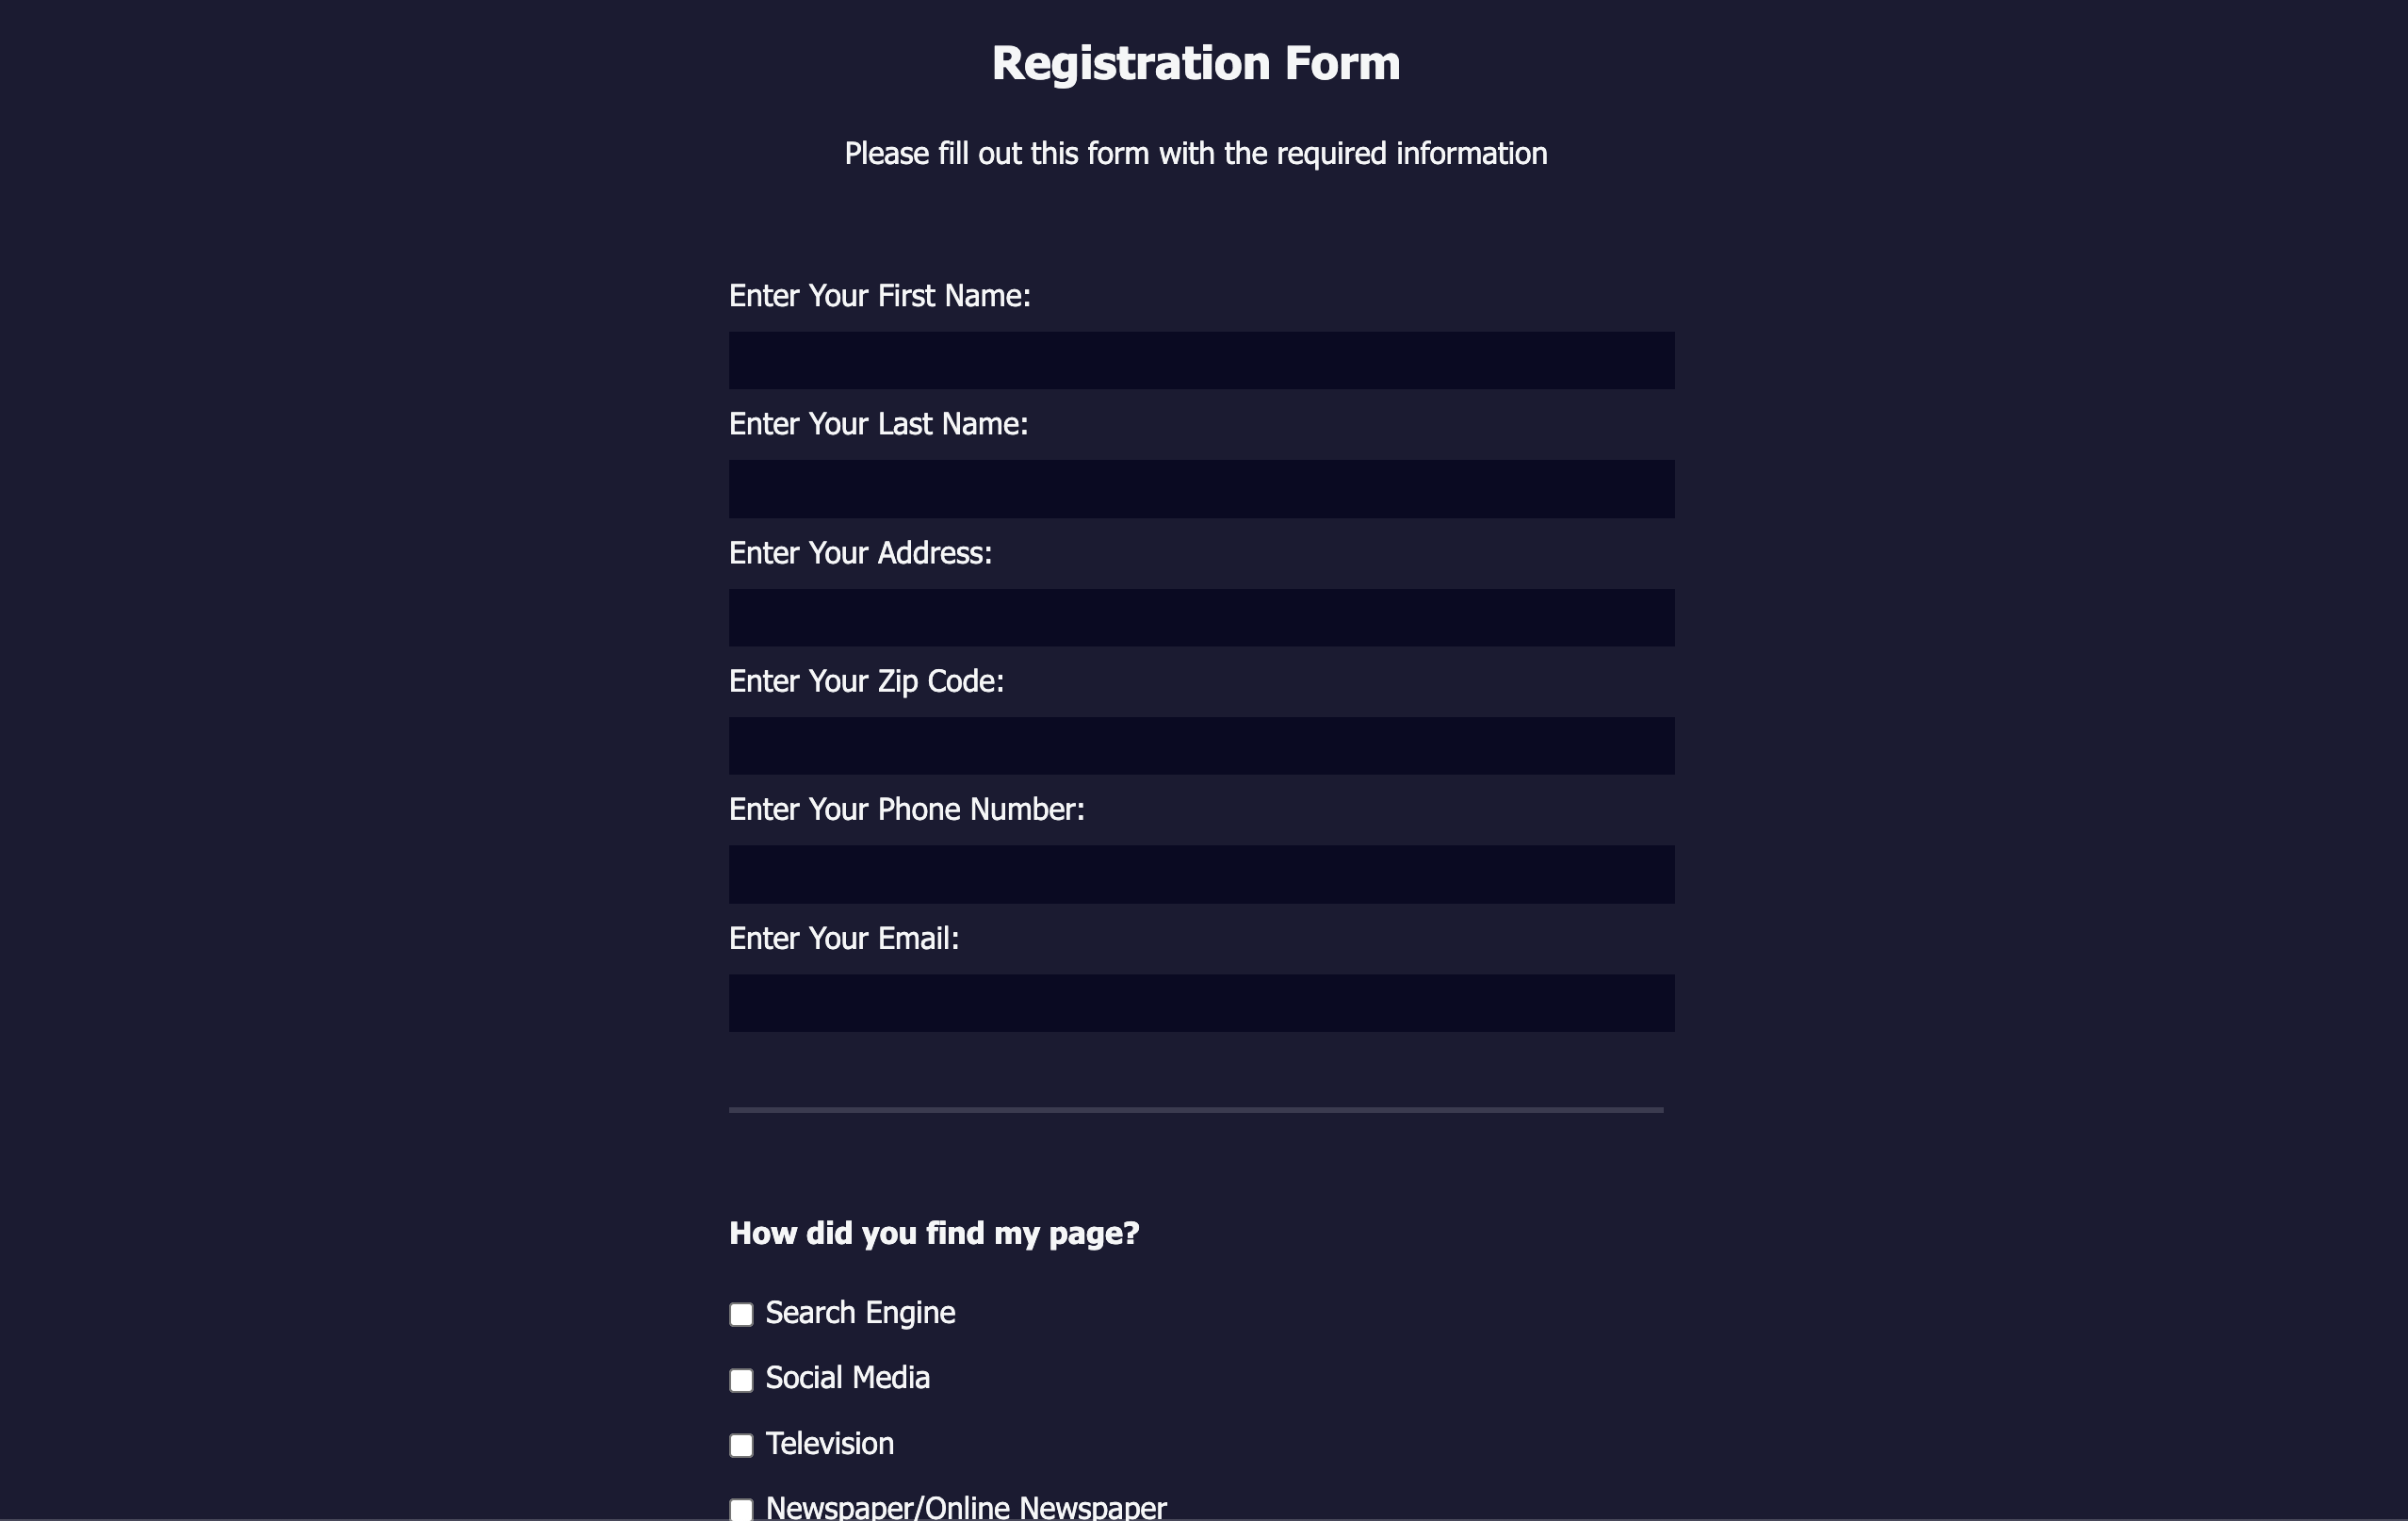 Registration Form
Please fill out this form with the required information
Enter Your First Name:
Enter Your Last Name:
Enter Your Address:
Enter Your Zip Code:
Enter Your Phone Number:
Enter Your Email:
How did you find my page?
Search Engine
Social Media
Television
Newspaper/Online Newspaper